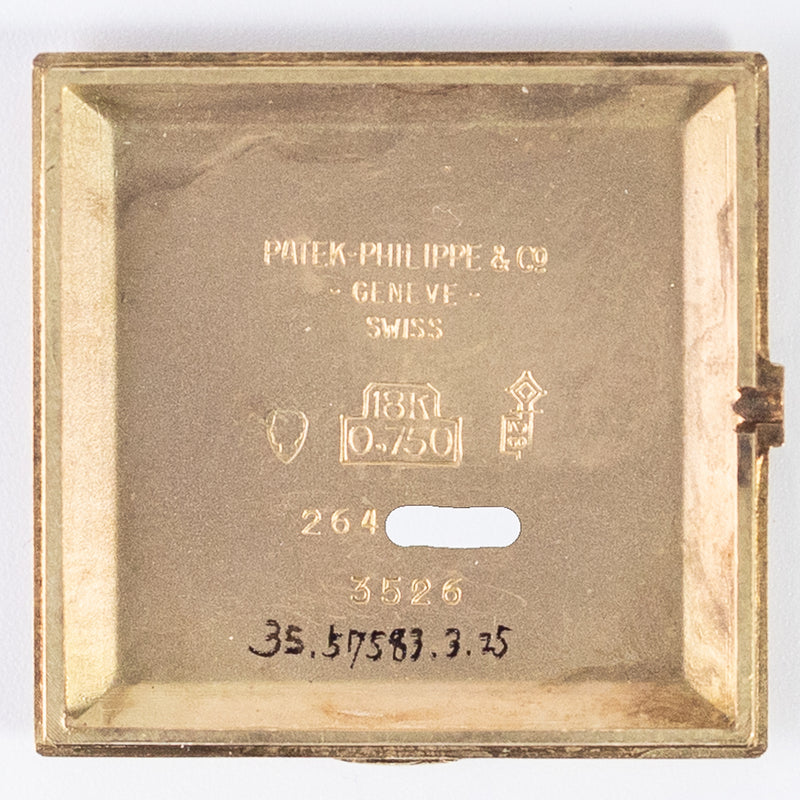 PATEK-PHILIPPE & Cº
- GENEVE -
SWISS
18K
0,750
264
3526
35.57583.3.25